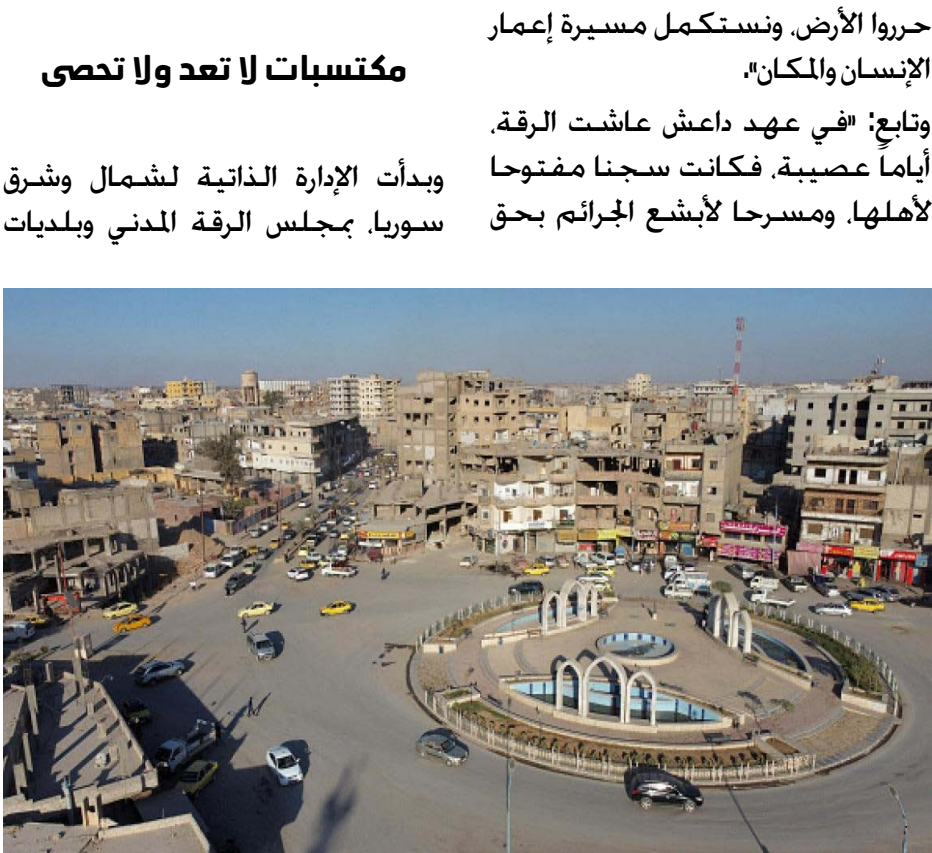 حرروا الأرض، ونستكمل مسيرة إعمار
الإنسان والمكان».
وتابع: «في عهد داعش عاشت الرقة،
أياماً عصيبة، فكانت سجنا مفتوحا
لأهلها، ومسرحا لأبشع الجرائم بحق
مكتسبات لا تعد ولا تحصى
وبدأت الإدارة الذاتية لشمال وشرق
سوريا، بمجلس الرقة المدني وبلديات